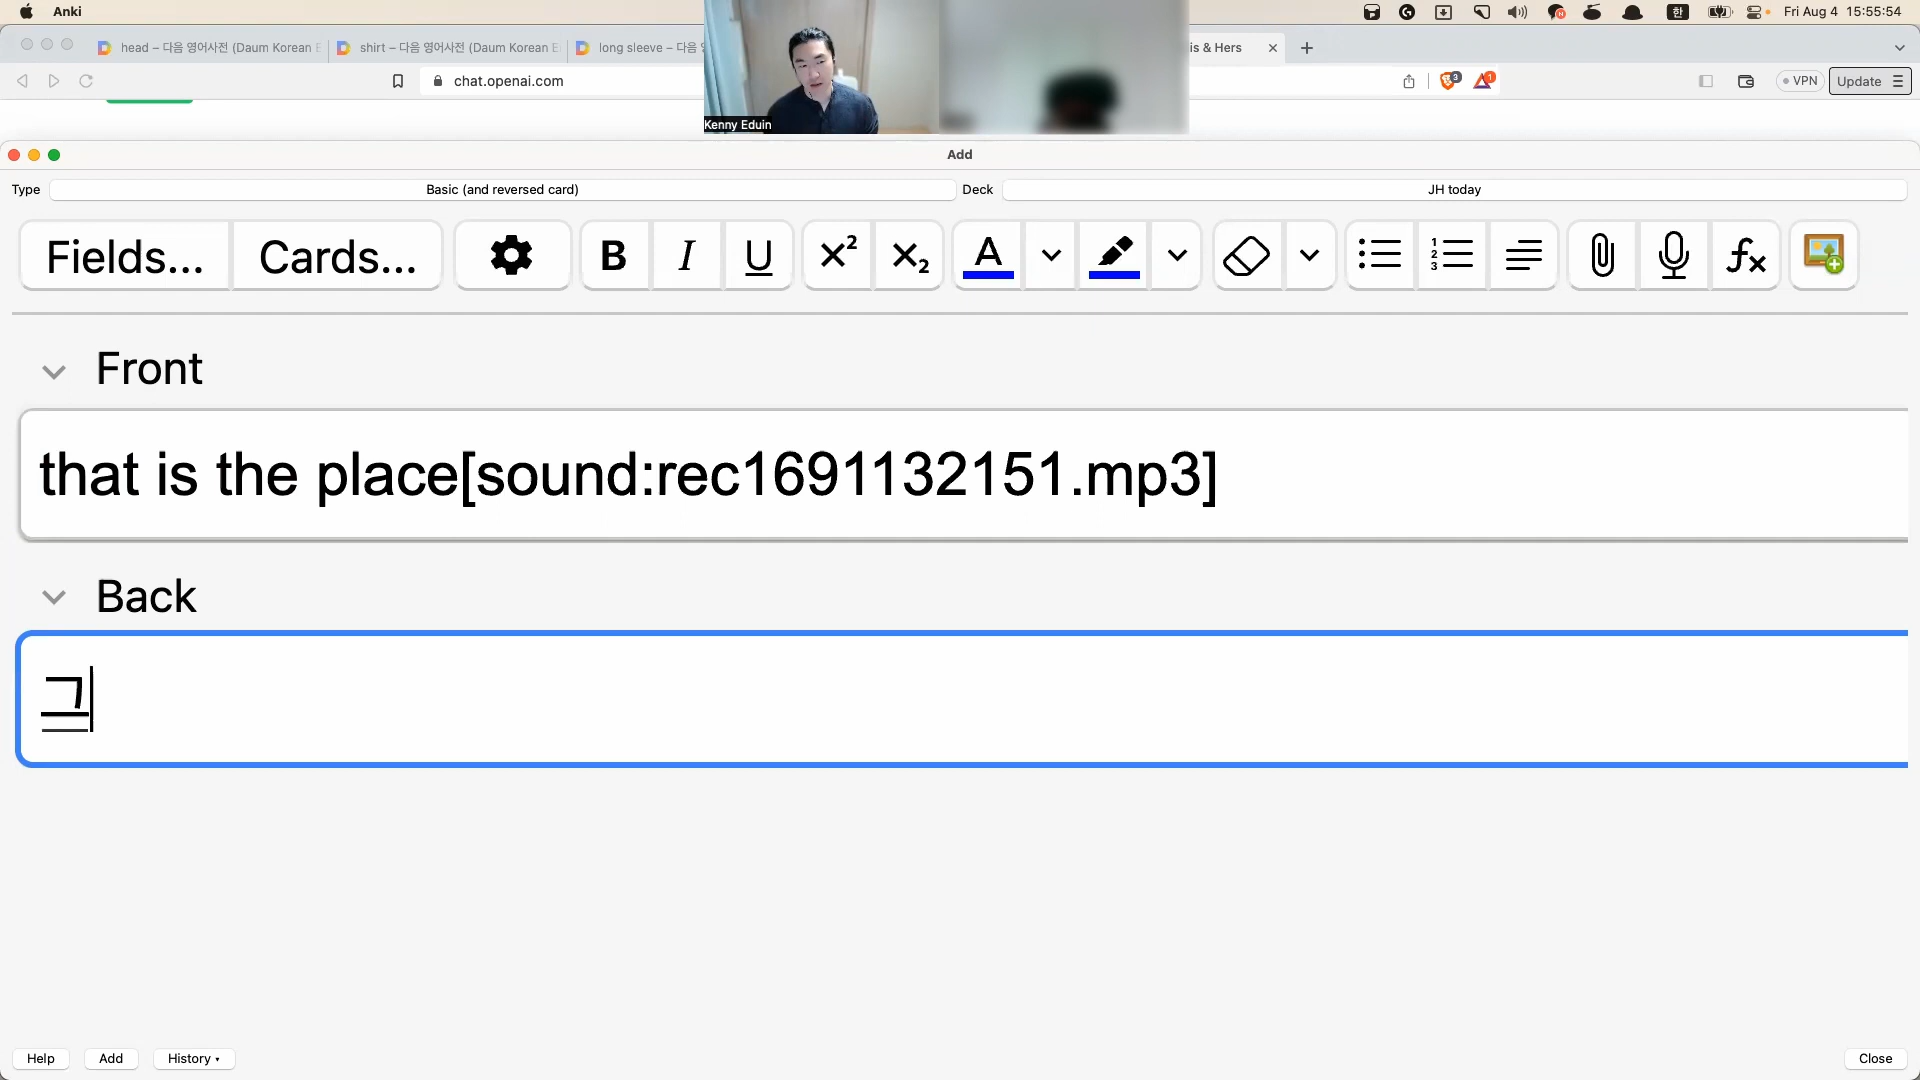 Anki
Fri Aug 4 15:55:54
head – 다음 영어사전 (Daum Korean E
shirt – 다음 영어사전 (Daum Korean E
long sleeve – 다음
is & Hers
chat.openai.com
3
1
VPN
Update
Kenny Eduin
Add
Type
Basic (and reversed card)
Deck
JH today
Fields...
Cards...
Front
that is the place[sound:rec1691132151.mp3]
Back
그
Help
Add
History
Close